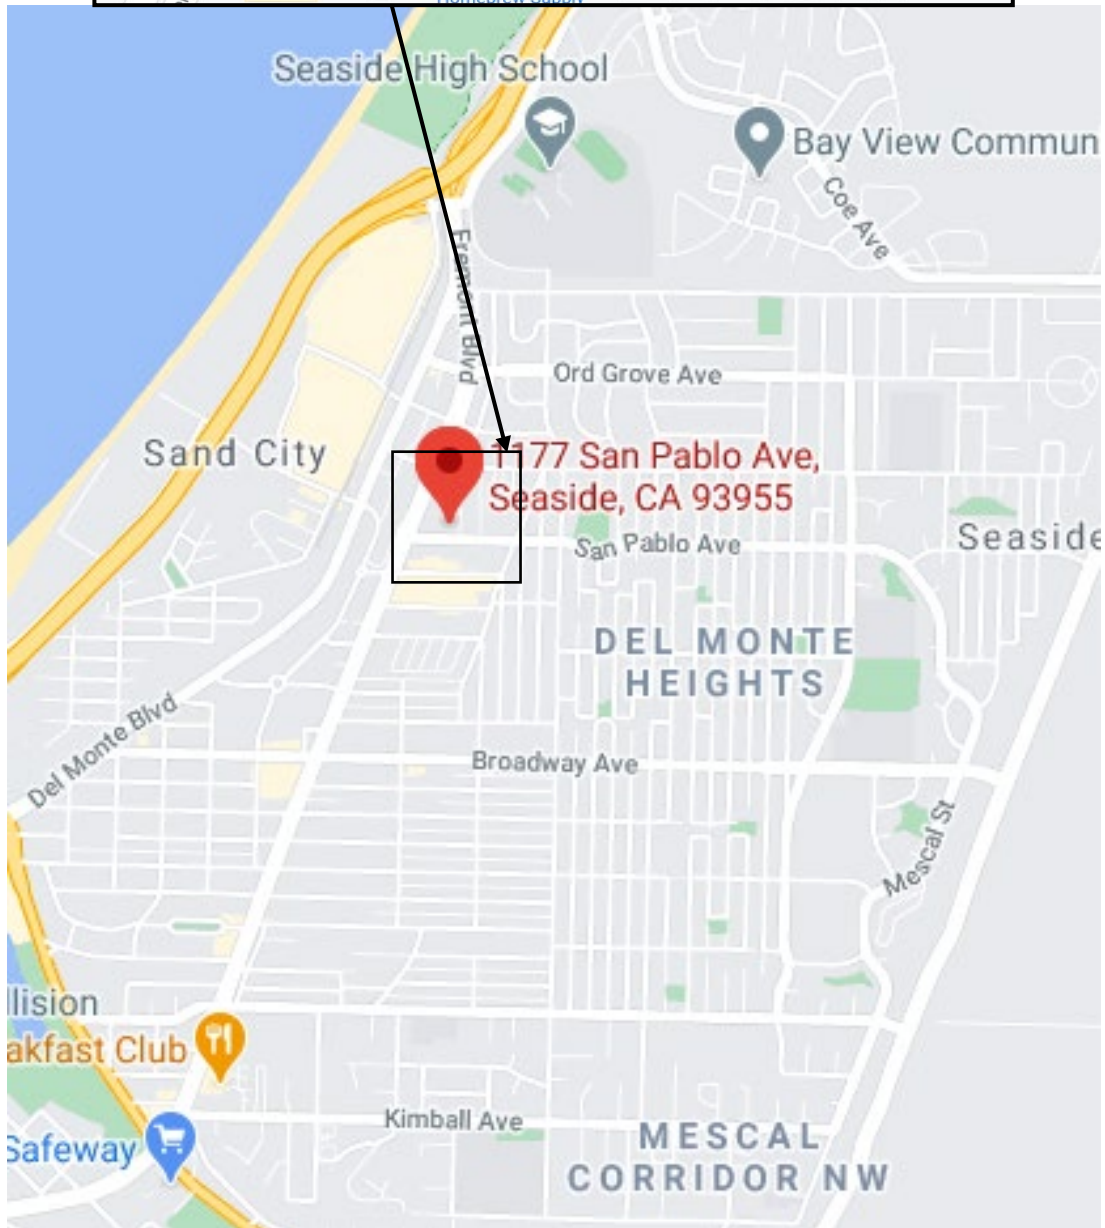 Homebrew Supply
Seaside High School
Bay View Commun
Coe Ave
Fremont Blvd
Ord Grove Ave
Sand City
1177 San Pablo Ave,
Seaside, CA 93955
San Pablo Ave
Seaside
DEL MONTE
HEIGHTS
Del Monte Blvd
Broadway Ave
Mescal St
llision
akfast Club
Kimball Ave
Safeway
MESCAL
CORRIDOR NW